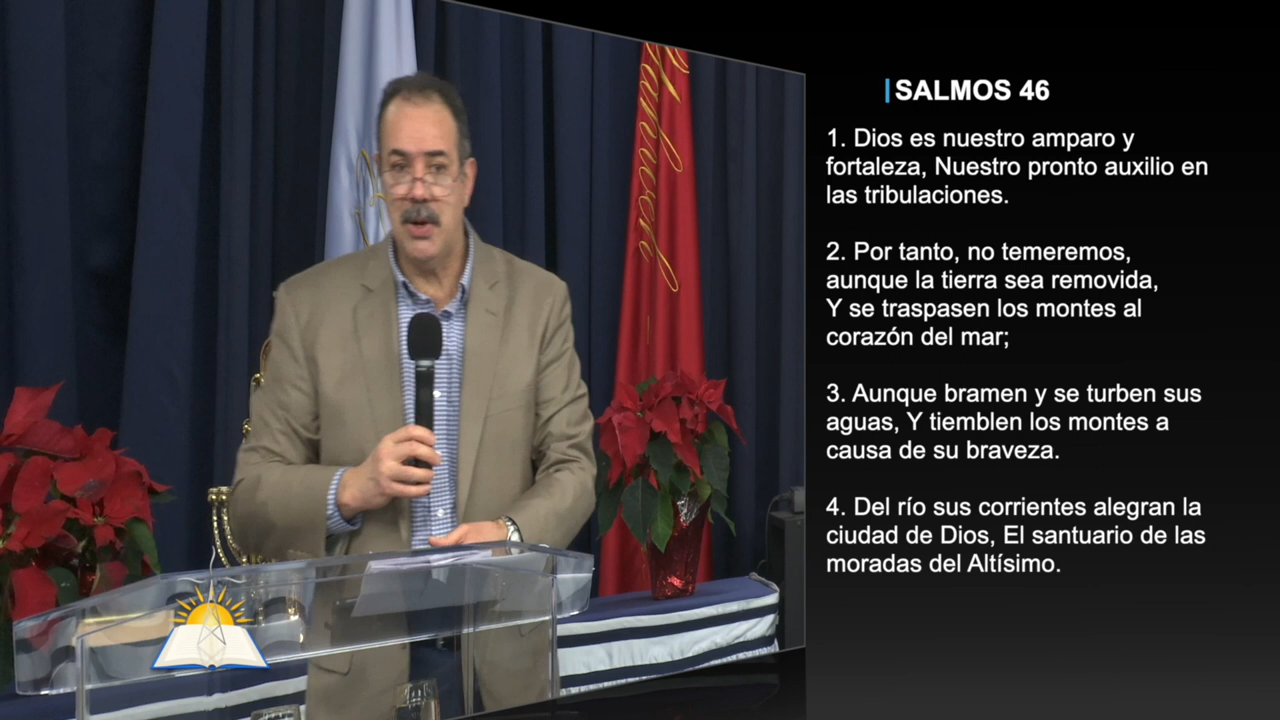 SALMOS 46
1. Dios es nuestro amparo y
fortaleza, Nuestro pronto auxilio en
las tribulaciones.
2. Por tanto, no temeremos,
aunque la tierra sea removida,
Y se traspasen los montes al
corazón del mar;
3. Aunque bramen y se turben sus
aguas, Y tiemblen los montes a
causa de su braveza.
4. Del río sus corrientes alegran la
ciudad de Dios, El santuario de las
moradas del Altísimo.